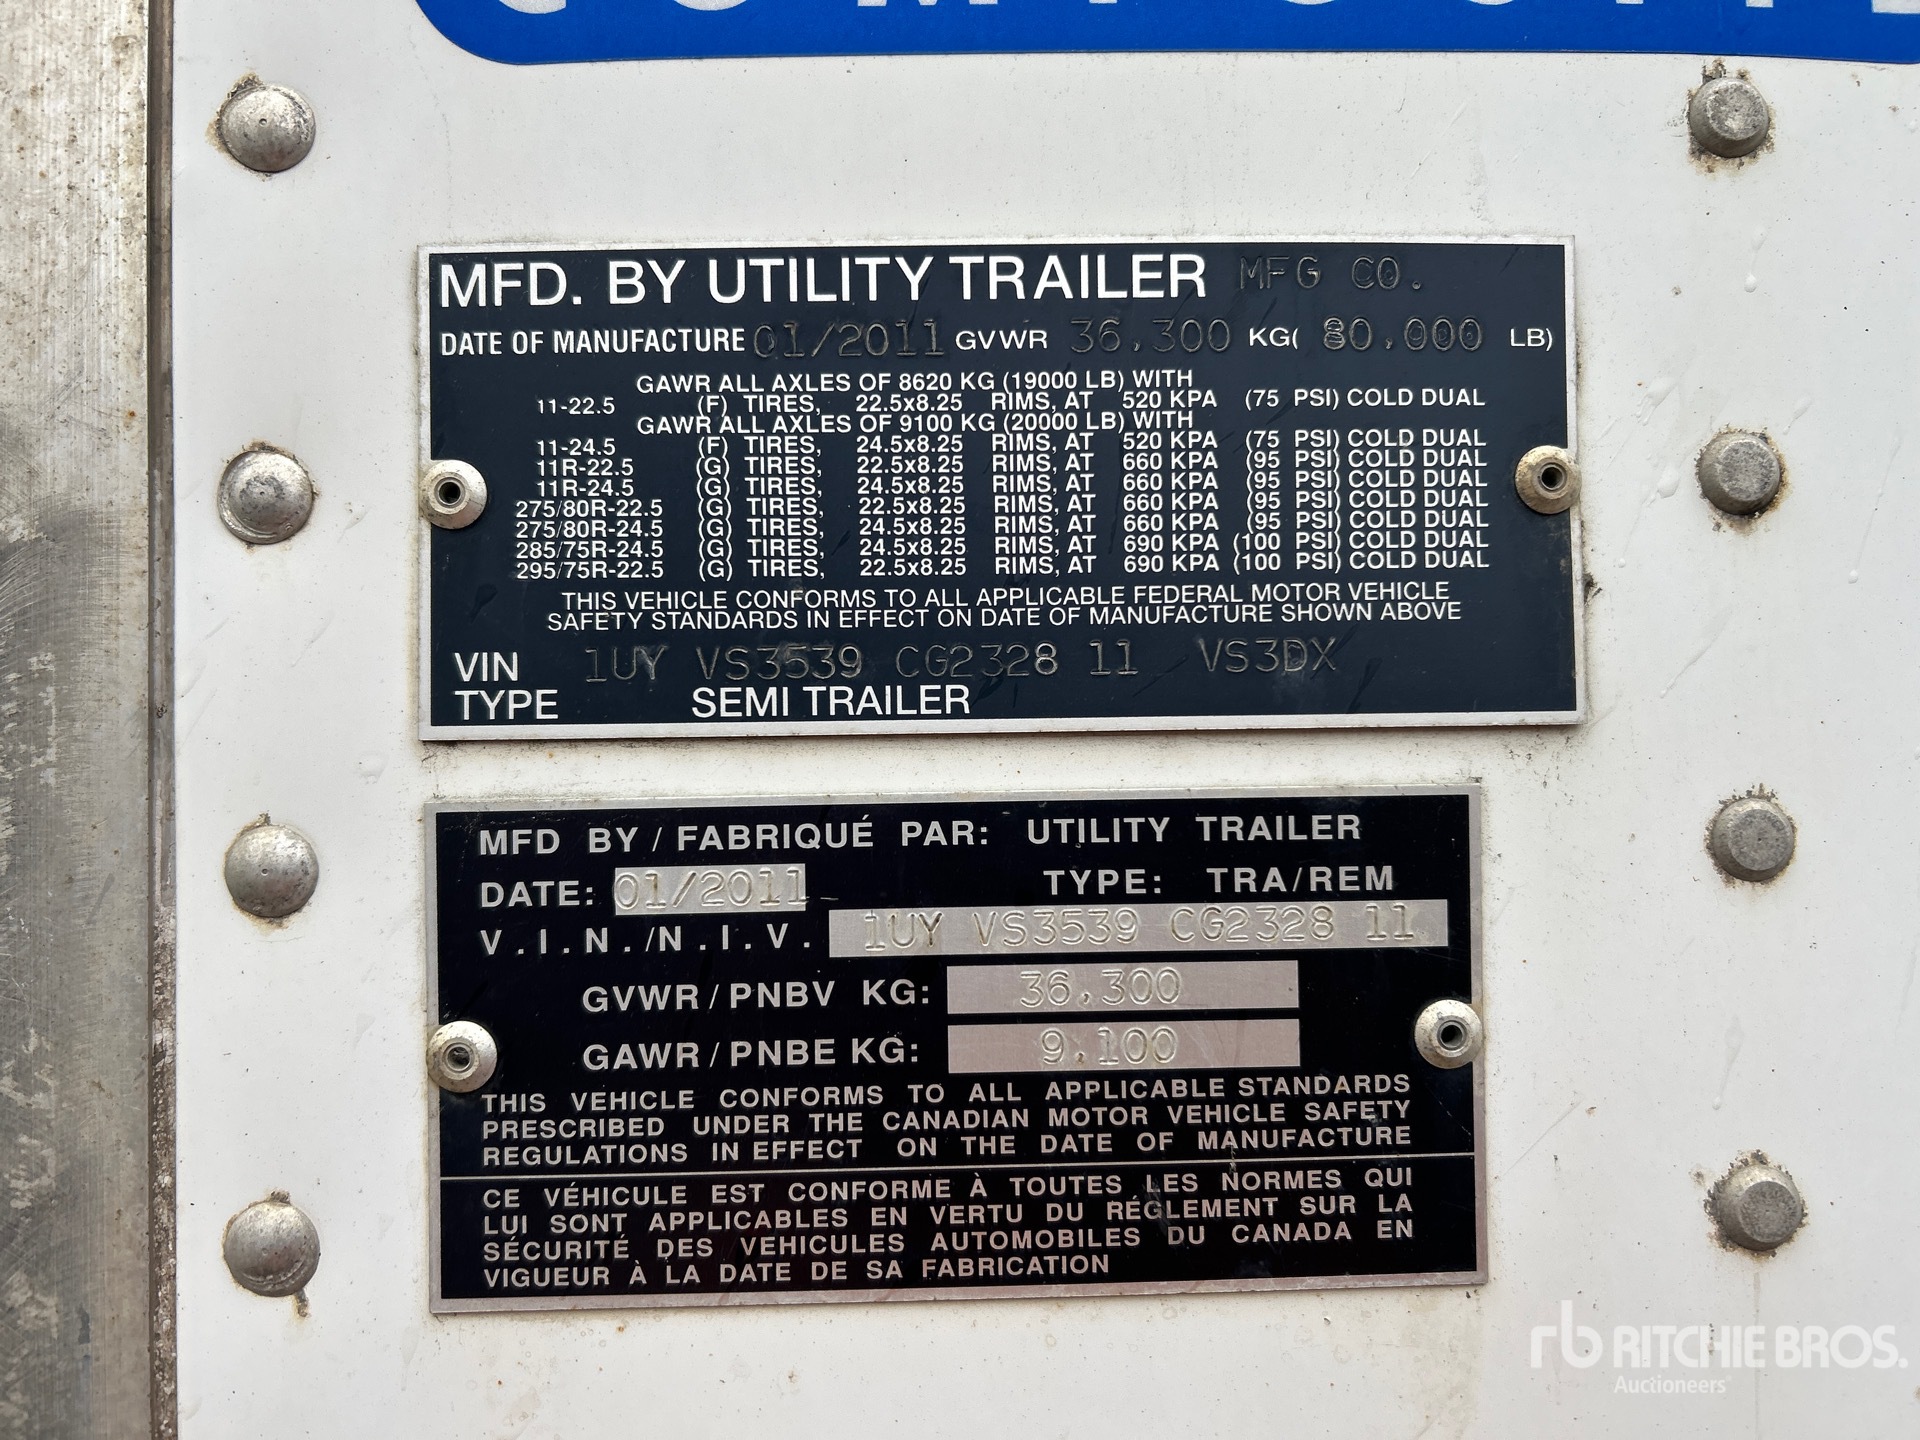 MFD. BY UTILITY TRAILER MFG CO.
DATE OF MANUFACTURE 01/2011 GVWR 36,300 KG( 80,000 LB)
GAWR ALL AXLES OF 8620 KG (19000 LB) WITH
11-22.5 (F) TIRES, 22.5x8.25 RIMS, AT 520 KPA (75 PSI) COLD DUAL
GAWR ALL AXLES OF 9100 KG (20000 LB) WITH
11-24.5 (F) TIRES, 24.5x8.25 RIMS, AT 520 KPA (75 PSI) COLD DUAL
11R-22.5 (G) TIRES, 22.5x8.25 RIMS, AT 660 KPA (95 PSI) COLD DUAL
11R-24.5 (G) TIRES, 24.5x8.25 RIMS, AT 660 KPA (95 PSI) COLD DUAL
275/80R-22.5 (G) TIRES, 22.5x8.25 RIMS, AT 660 KPA (95 PSI) COLD DUAL
275/80R-24.5 (G) TIRES, 24.5x8.25 RIMS, AT 660 KPA (95 PSI) COLD DUAL
285/75R-24.5 (G) TIRES, 24.5x8.25 RIMS, AT 690 KPA (100 PSI) COLD DUAL
295/75R-22.5 (G) TIRES, 22.5x8.25 RIMS, AT 690 KPA (100 PSI) COLD DUAL
THIS VEHICLE CONFORMS TO ALL APPLICABLE FEDERAL MOTOR VEHICLE
SAFETY STANDARDS IN EFFECT ON DATE OF MANUFACTURE SHOWN ABOVE
VIN 1UY VS3539 CG2328 11 VS3DX
TYPE SEMI TRAILER
MFD BY / FABRIQUÉ PAR: UTILITY TRAILER
DATE: 01/2011 TYPE: TRA/REM
V.I.N./N.I.V. 1UY VS3539 CG2328 11
GVWR/PNBV KG: 36,300
GAWR/PNBE KG: 9,100
THIS VEHICLE CONFORMS TO ALL APPLICABLE STANDARDS
PRESCRIBED UNDER THE CANADIAN MOTOR VEHICLE SAFETY
REGULATIONS IN EFFECT ON THE DATE OF MANUFACTURE
CE VÉHICULE EST CONFORME À TOUTES LES NORMES QUI
LUI SONT APPLICABLES EN VERTU DU RÉGLEMENT SUR LA
SÉCURITÉ DES VEHICULES AUTOMOBILES DU CANADA EN
VIGUEUR À LA DATE DE SA FABRICATION
rb RITCHIE BROS.
Auctioneers